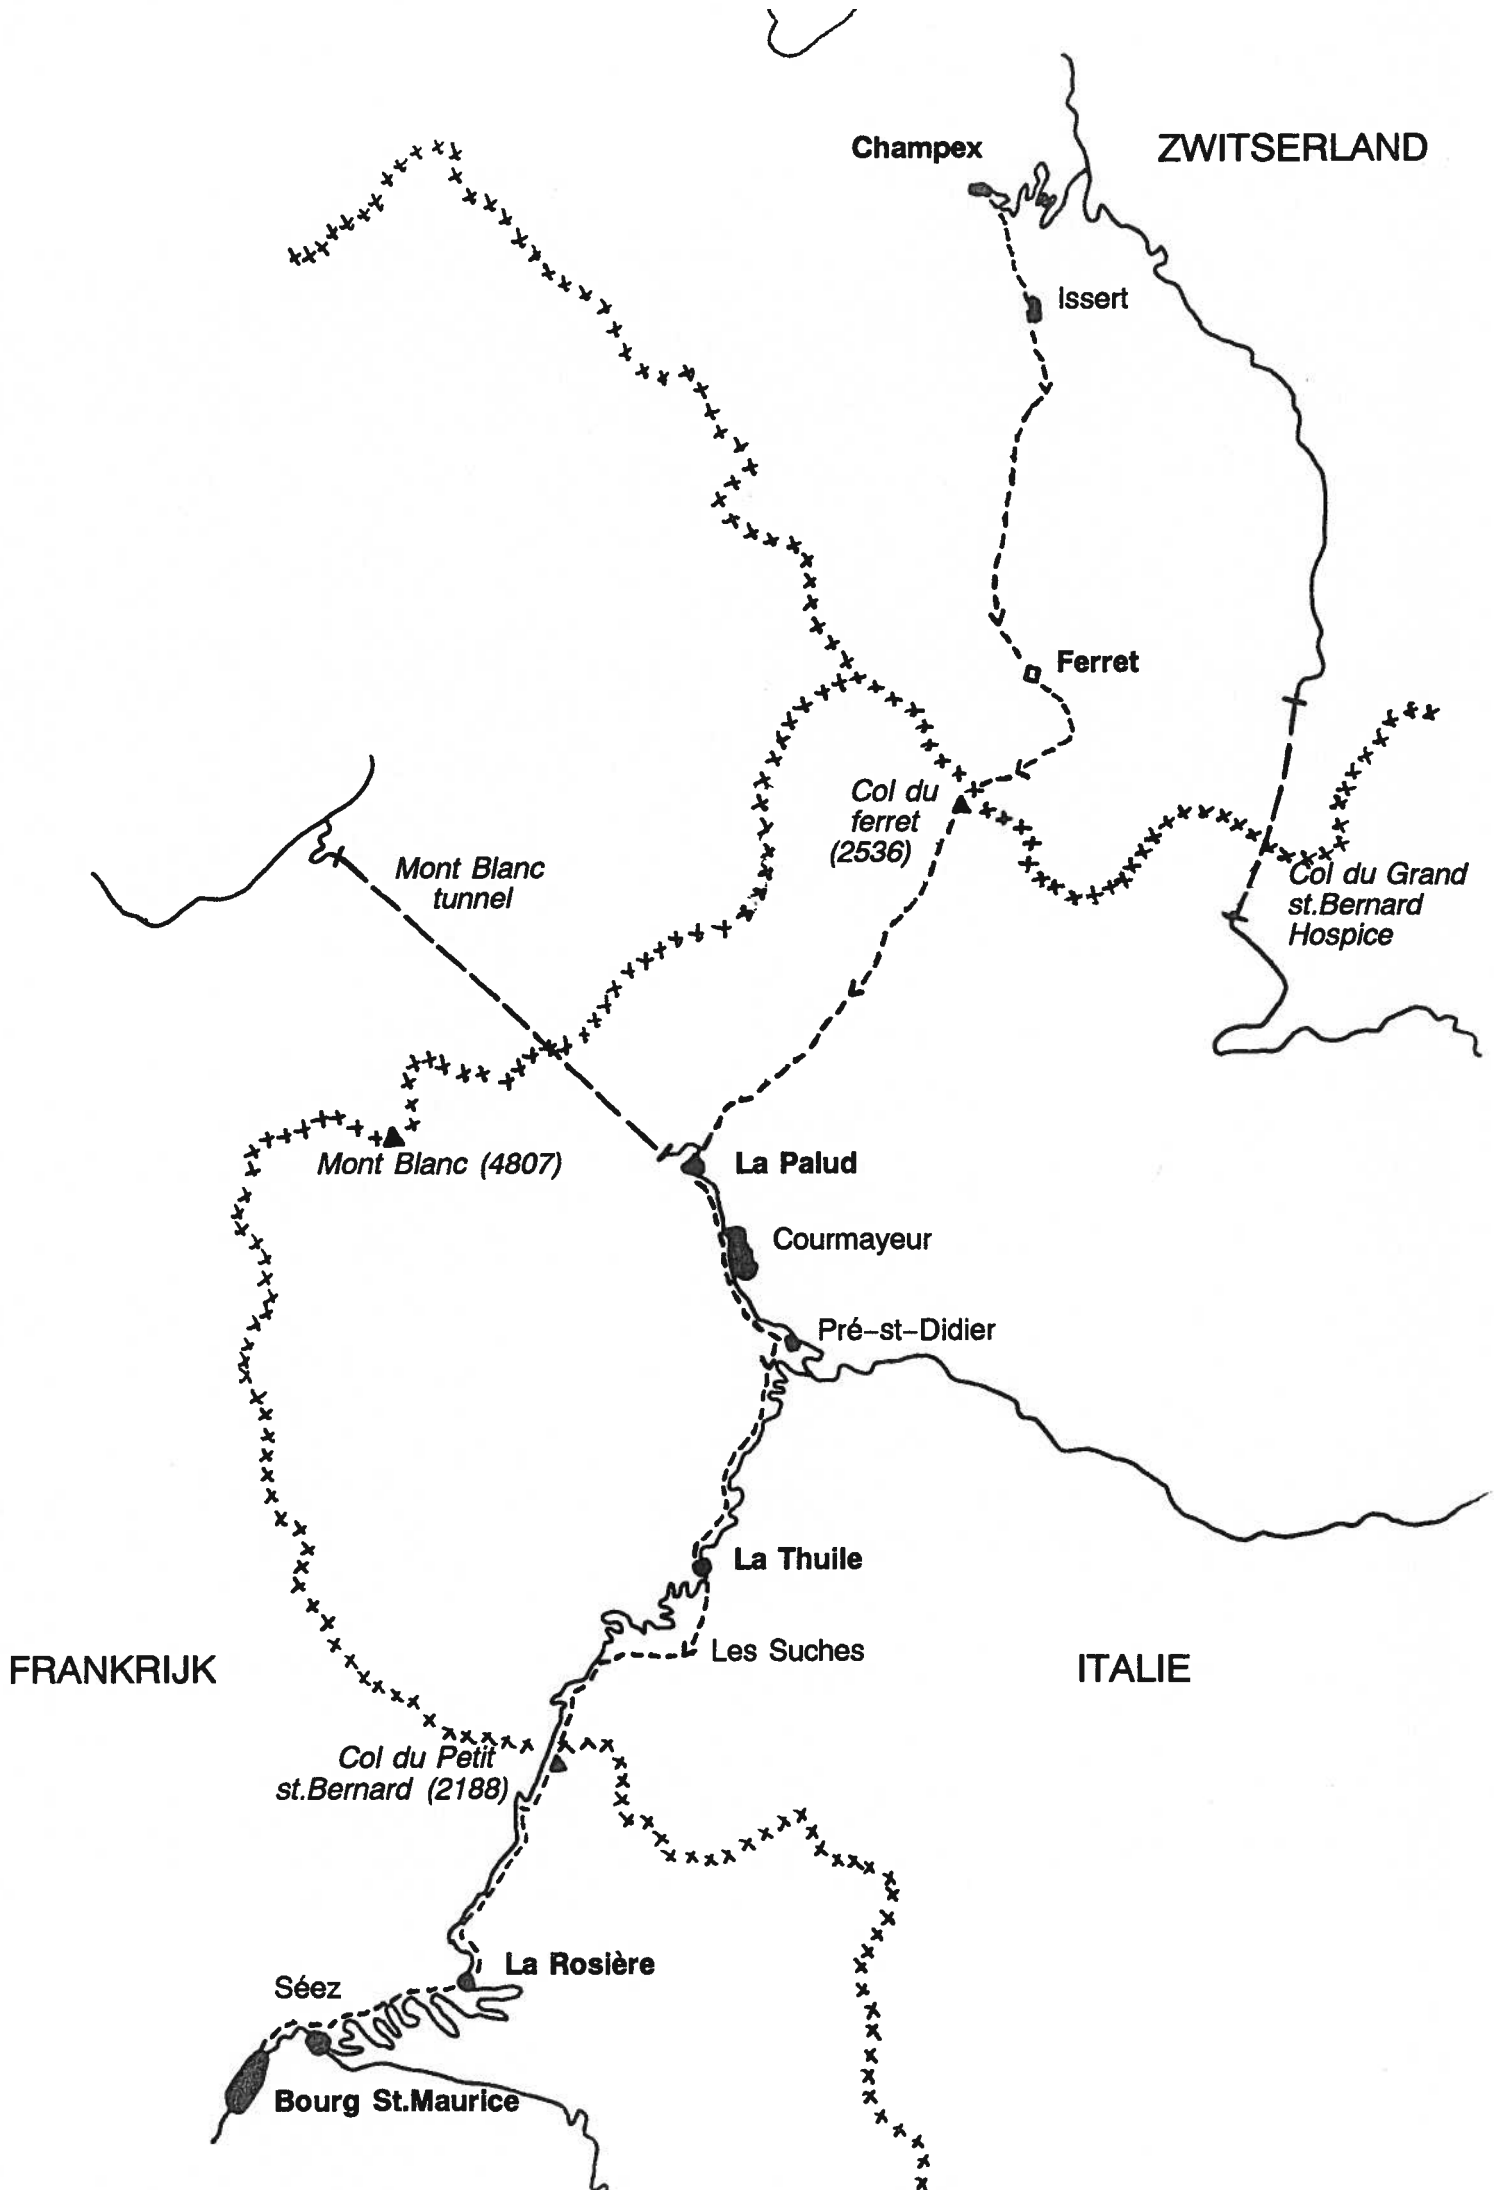 Champex
ZWITSERLAND
Issert
Ferret
Col du
ferret
(2536)
Mont Blanc
tunnel
Col du Grand
st.Bernard
Hospice
Mont Blanc (4807)
La Palud
Courmayeur
Pré-st-Didier
La Thuile
Les Suches
FRANKRIJK
ITALIE
Col du Petit
st.Bernard (2188)
La Rosière
Séez
Bourg St.Maurice